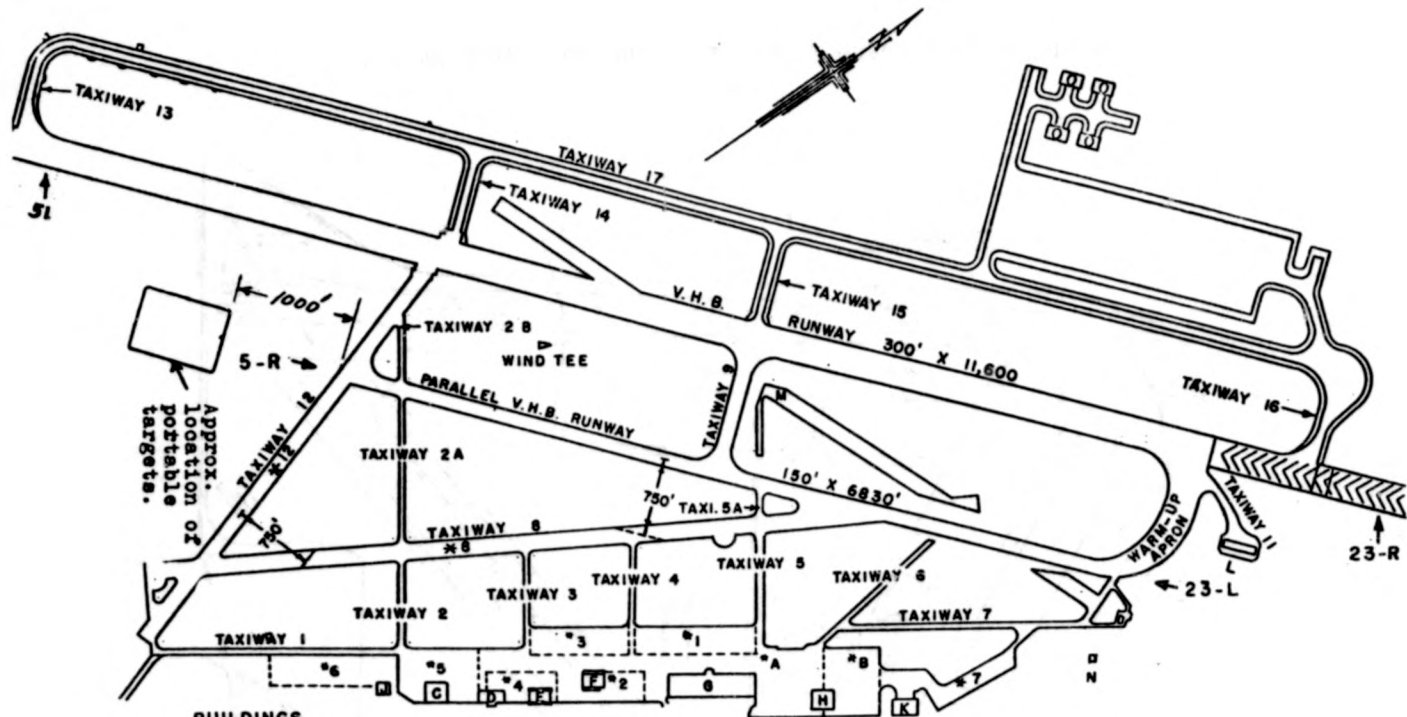 N
TAXIWAY 13
TAXIWAY 17
TAXIWAY 14
5L
TAXIWAY 15
V. H. B.
RUNWAY 300' X 11,600
1000'
TAXIWAY 2 B
WIND TEE
5-R
TAXIWAY 9
TAXIWAY 16
PARALLEL V.H.B. RUNWAY
M
Approx.
location of
portable
targets.
TAXIWAY 12
*12
TAXIWAY 2A
750'
TAXI. 5A
150' X 6830'
TAXIWAY 11
L
23-R
WARM-UP
APRON
23-L
750'
TAXIWAY 8
*8
TAXIWAY 5
TAXIWAY 4
TAXIWAY 3
TAXIWAY 2
TAXIWAY 6
TAXIWAY 7
TAXIWAY 1
*3
*1
*A
*B
*6
*5
*4
*2
*7
N
J
C
D
E
F
G
H
K
BUILDINGS